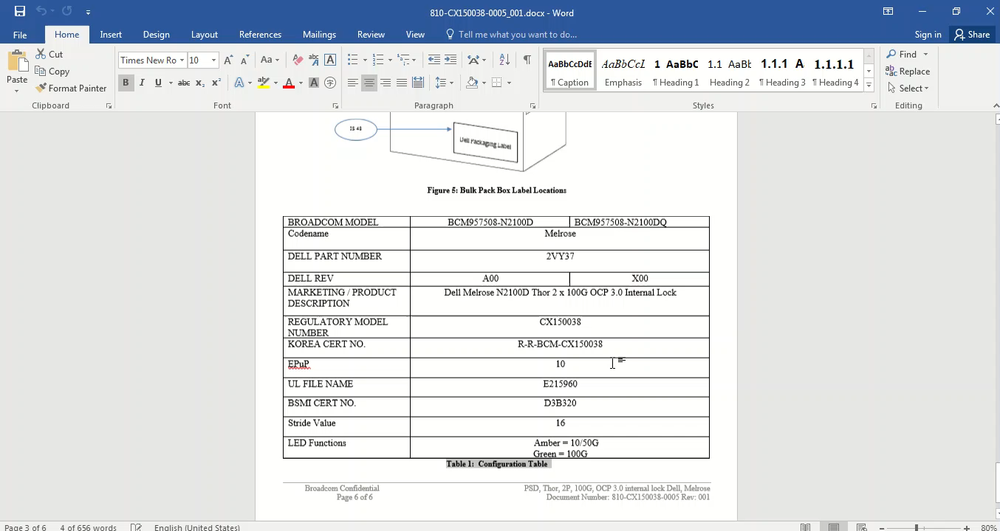 810-CX150038-0005_001.docx - Word
File Home Insert Design Layout References Mailings Review View Tell me what you want to do... Sign in Share
Paste
Cut
Copy
Format Painter
Clipboard
Times New Ro 10
Font
Paragraph
AaBbCcDdE AaBbCcL 1 AaBbC 1.1 AaBb 1.1.1 A 1.1.1.1
¶ Caption Emphasis ¶ Heading 1 Heading 2 ¶ Heading 3 ¶ Heading 4
Styles
Find
Replace
Select
Editing
IS 48
Dell Packaging Label
Figure 5: Bulk Pack Box Label Locations
BROADCOM MODEL BCM957508-N2100D BCM957508-N2100DQ
Codename Melrose
DELL PART NUMBER 2VY37
DELL REV A00 X00
MARKETING / PRODUCT DESCRIPTION Dell Melrose N2100D Thor 2 x 100G OCP 3.0 Internal Lock
REGULATORY MODEL NUMBER CX150038
KOREA CERT NO. R-R-BCM-CX150038
EPuP 10
UL FILE NAME E215960
BSMI CERT NO. D3B320
Stride Value 16
LED Functions Amber = 10/50G
Green = 100G
Table 1: Configuration Table
Broadcom Confidential PSD, Thor, 2P, 100G, OCP 3.0 internal lock Dell, Melrose
Page 6 of 6 Document Number: 810-CX150038-0005 Rev: 001
Page 3 of 6 4 of 656 words English (United States) 80%